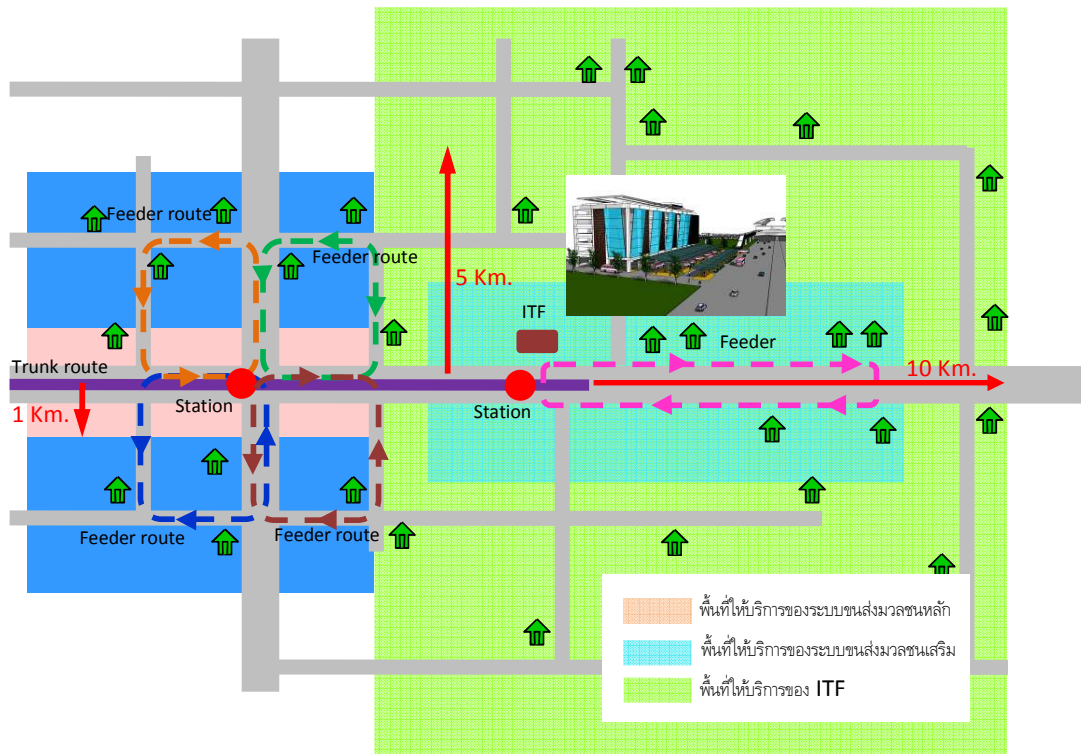 Feeder route
Feeder route
5 Km.
ITF
Feeder
Trunk route
10 Km.
Station
Station
1 Km.
Feeder route
Feeder route
พื้นที่ให้บริการของระบบขนส่งมวลชนหลัก
พื้นที่ให้บริการของระบบขนส่งมวลชนเสริม
พื้นที่ให้บริการของ ITF